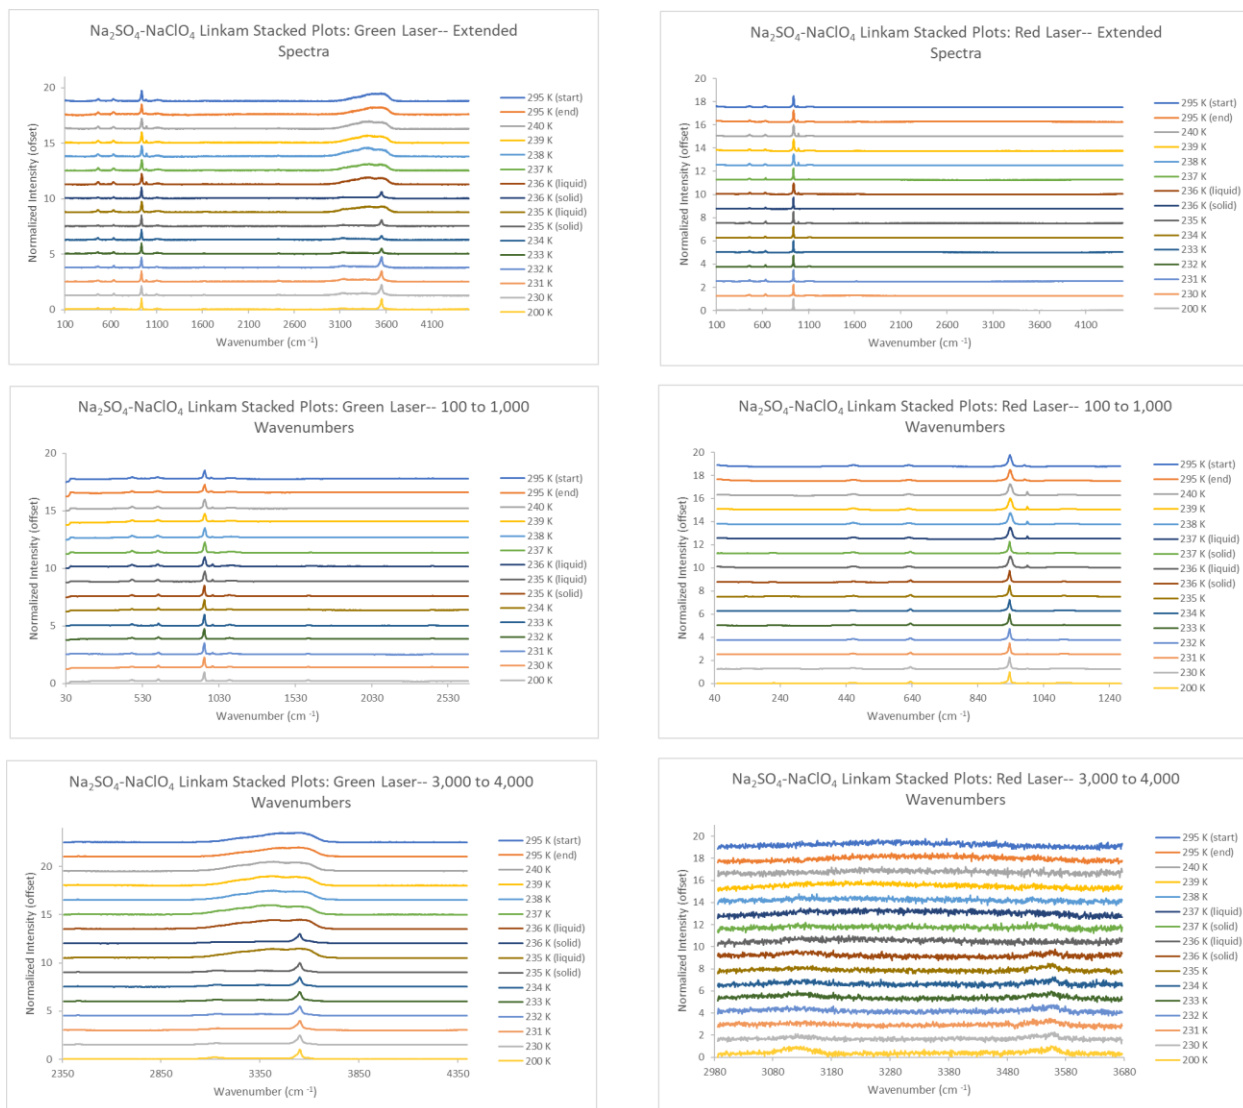 Na₂SO₄-NaClO₄ Linkam Stacked Plots: Green Laser-- Extended
Spectra
Normalized Intensity (offset)
20
15
10
5
0
100 600 1100 1600 2100 2600 3100 3600 4100
Wavenumber (cm ⁻¹)
295 K (start)
295 K (end)
240 K
239 K
238 K
237 K
236 K (liquid)
236 K (solid)
235 K (liquid)
235 K (solid)
234 K
233 K
232 K
231 K
230 K
200 K
Na₂SO₄-NaClO₄ Linkam Stacked Plots: Red Laser-- Extended
Spectra
Normalized Intensity (offset)
20
18
16
14
12
10
8
6
4
2
0
100 600 1100 1600 2100 2600 3100 3600 4100
Wavenumber (cm ⁻¹)
295 K (start)
295 K (end)
240 K
239 K
238 K
237 K
236 K (liquid)
236 K (solid)
235 K
234 K
233 K
232 K
231 K
230 K
200 K
Na₂SO₄-NaClO₄ Linkam Stacked Plots: Green Laser-- 100 to 1,000
Wavenumbers
Normalized Intensity (offset)
20
15
10
5
0
30 530 1030 1530 2030 2530
Wavenumber (cm ⁻¹)
295 K (start)
295 K (end)
240 K
239 K
238 K
237 K
236 K (liquid)
235 K (liquid)
235 K (solid)
234 K
233 K
232 K
231 K
230 K
200 K
Na₂SO₄-NaClO₄ Linkam Stacked Plots: Red Laser-- 100 to 1,000
Wavenumbers
Normalized Intensity (offset)
20
18
16
14
12
10
8
6
4
2
0
40 240 440 640 840 1040 1240
Wavenumber (cm ⁻¹)
295 K (start)
295 K (end)
240 K
239 K
238 K
237 K (liquid)
237 K (solid)
236 K (liquid)
236 K (solid)
235 K
234 K
233 K
232 K
231 K
230 K
200 K
Na₂SO₄-NaClO₄ Linkam Stacked Plots: Green Laser-- 3,000 to 4,000
Wavenumbers
Normalized Intensity (offset)
20
15
10
5
0
2350 2850 3350 3850 4350
Wavenumber (cm ⁻¹)
295 K (start)
295 K (end)
240 K
239 K
238 K
237 K
236 K (liquid)
236 K (solid)
235 K (liquid)
235 K (solid)
234 K
233 K
232 K
231 K
230 K
200 K
Na₂SO₄-NaClO₄ Linkam Stacked Plots: Red Laser-- 3,000 to 4,000
Wavenumbers
Normalized Intensity (offset)
20
18
16
14
12
10
8
6
4
2
0
2980 3080 3180 3280 3380 3480 3580 3680
Wavenumber (cm ⁻¹)
295 K (start)
295 K (end)
240 K
239 K
238 K
237 K (liquid)
237 K (solid)
236 K (liquid)
236 K (solid)
235 K
234 K
233 K
232 K
231 K
230 K
200 K